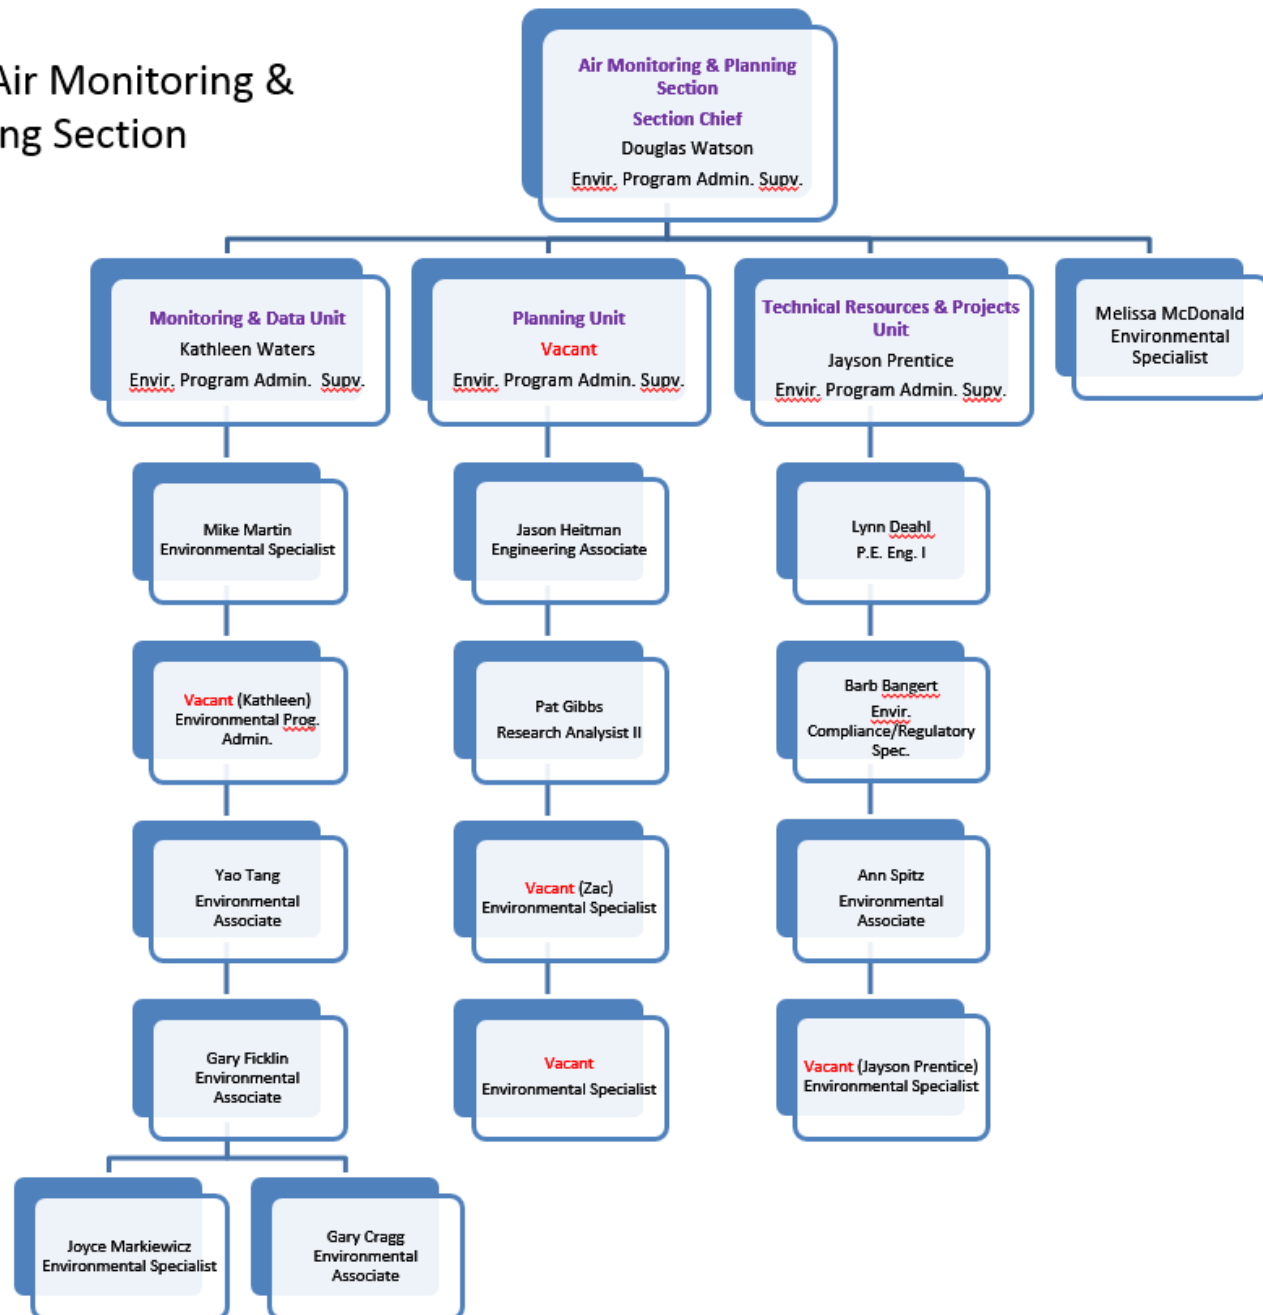 Air Monitoring &
ng Section
Air Monitoring & Planning
Section
Section Chief
Douglas Watson
Envir. Program Admin. Supv.
Monitoring & Data Unit
Kathleen Waters
Envir. Program Admin. Supv.
Planning Unit
Vacant
Envir. Program Admin. Supv.
Technical Resources & Projects
Unit
Jayson Prentice
Envir. Program Admin. Supv.
Melissa McDonald
Environmental
Specialist
Mike Martin
Environmental Specialist
Jason Heitman
Engineering Associate
Lynn Deahl
P.E. Eng. I
Vacant (Kathleen)
Environmental Prog.
Admin.
Pat Gibbs
Research Analysist II
Barb Bangert
Envir.
Compliance/Regulatory
Spec.
Yao Tang
Environmental
Associate
Vacant (Zac)
Environmental Specialist
Ann Spitz
Environmental
Associate
Gary Ficklin
Environmental
Associate
Vacant
Environmental Specialist
Vacant (Jayson Prentice)
Environmental Specialist
Joyce Markiewicz
Environmental Specialist
Gary Cragg
Environmental
Associate